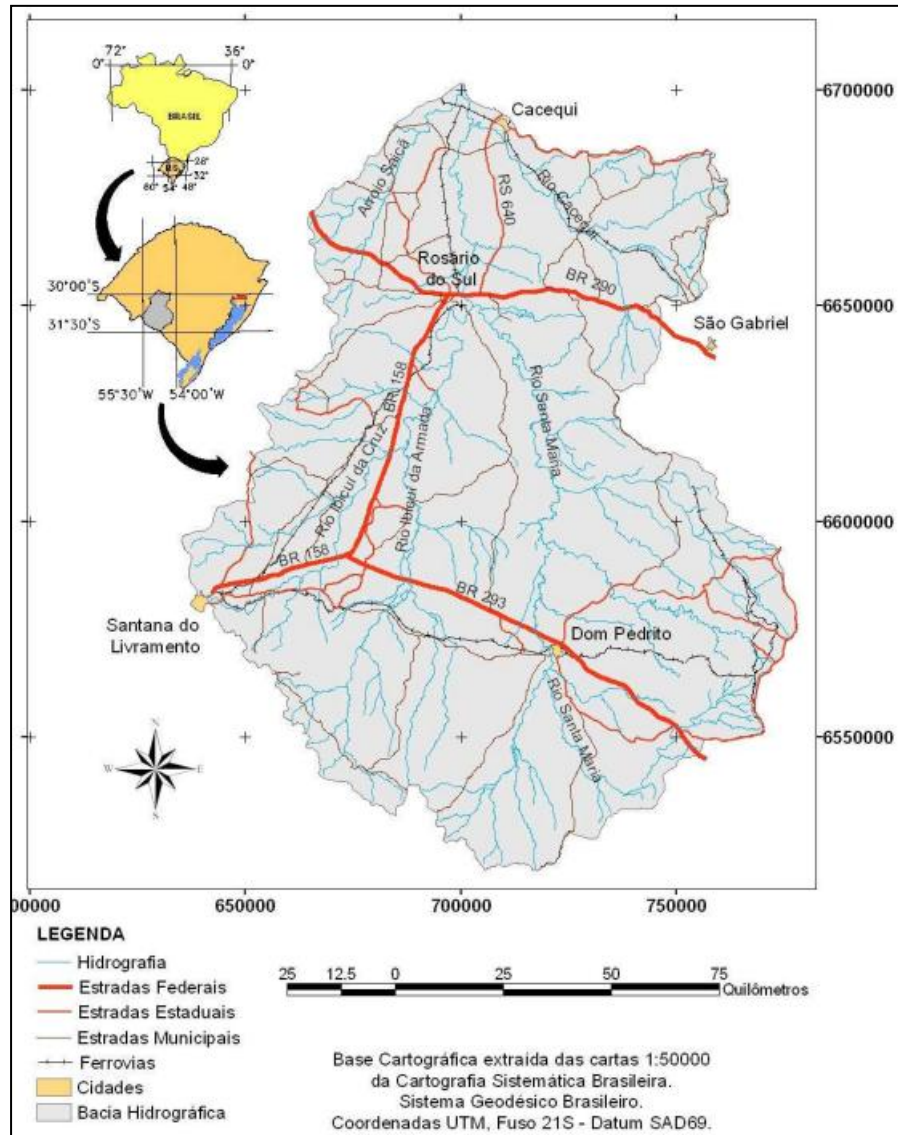 72°
36°
0°
0°
BRASIL
RS
28°
32°
60°
54°
48°
30°00'S
31°30'S
55°30'W
54°00'W
Cacequi
Arroio Saicã
RS 640
Rio Cacequi
Rosário
do Sul
BR 290
São Gabriel
BR 158
Rio Ibicuí da Cruz
Rio Ibicuí da Armada
Rio Santa Maria
BR 158
BR 293
Santana do
Livramento
Dom Pedrito
Rio Santa Maria
N
W
E
S
6700000
6650000
6600000
6550000
00000
650000
700000
750000
LEGENDA
Hidrografia
Estradas Federais
Estradas Estaduais
Estradas Municipais
Ferrovias
Cidades
Bacia Hidrográfica
25 12.5 0 25 50 75
Quilômetros
Base Cartográfica extraída das cartas 1:50000
da Cartografia Sistemática Brasileira.
Sistema Geodésico Brasileiro.
Coordenadas UTM, Fuso 21S - Datum SAD69.